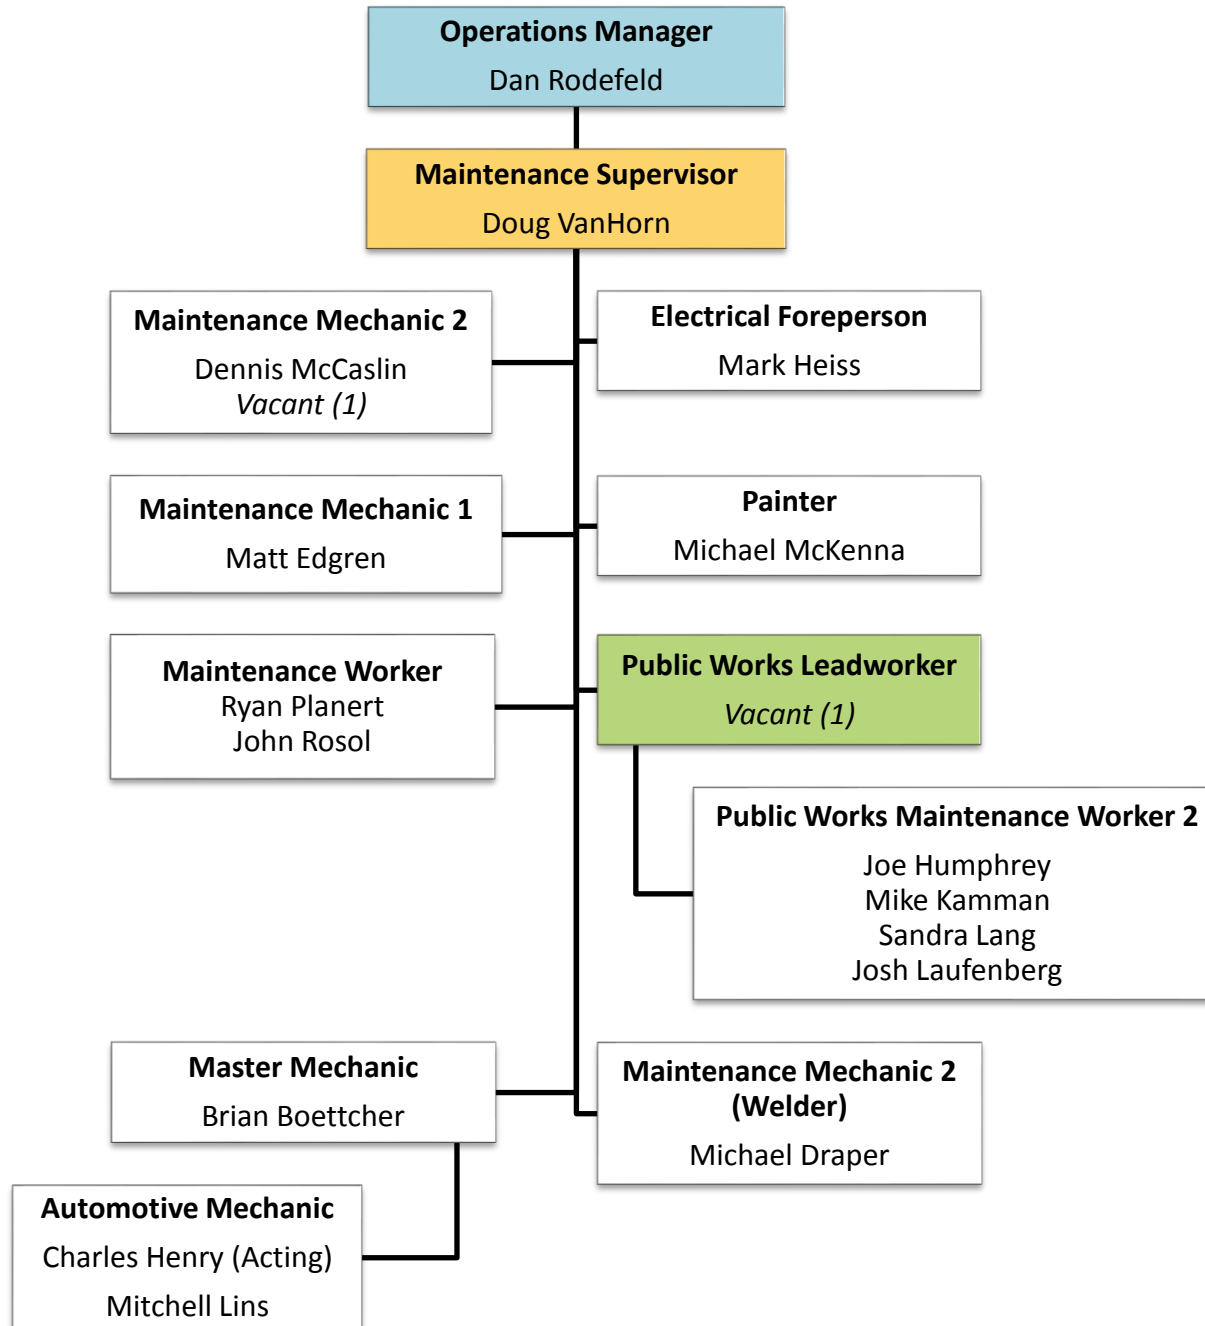 Operations Manager
Dan Rodefeld
Maintenance Supervisor
Doug VanHorn
Maintenance Mechanic 2
Dennis McCaslin
Vacant (1)
Electrical Foreperson
Mark Heiss
Maintenance Mechanic 1
Matt Edgren
Painter
Michael McKenna
Maintenance Worker
Ryan Planert
John Rosol
Public Works Leadworker
Vacant (1)
Public Works Maintenance Worker 2
Joe Humphrey
Mike Kamman
Sandra Lang
Josh Laufenberg
Master Mechanic
Brian Boettcher
Maintenance Mechanic 2
(Welder)
Michael Draper
Automotive Mechanic
Charles Henry (Acting)
Mitchell Lins